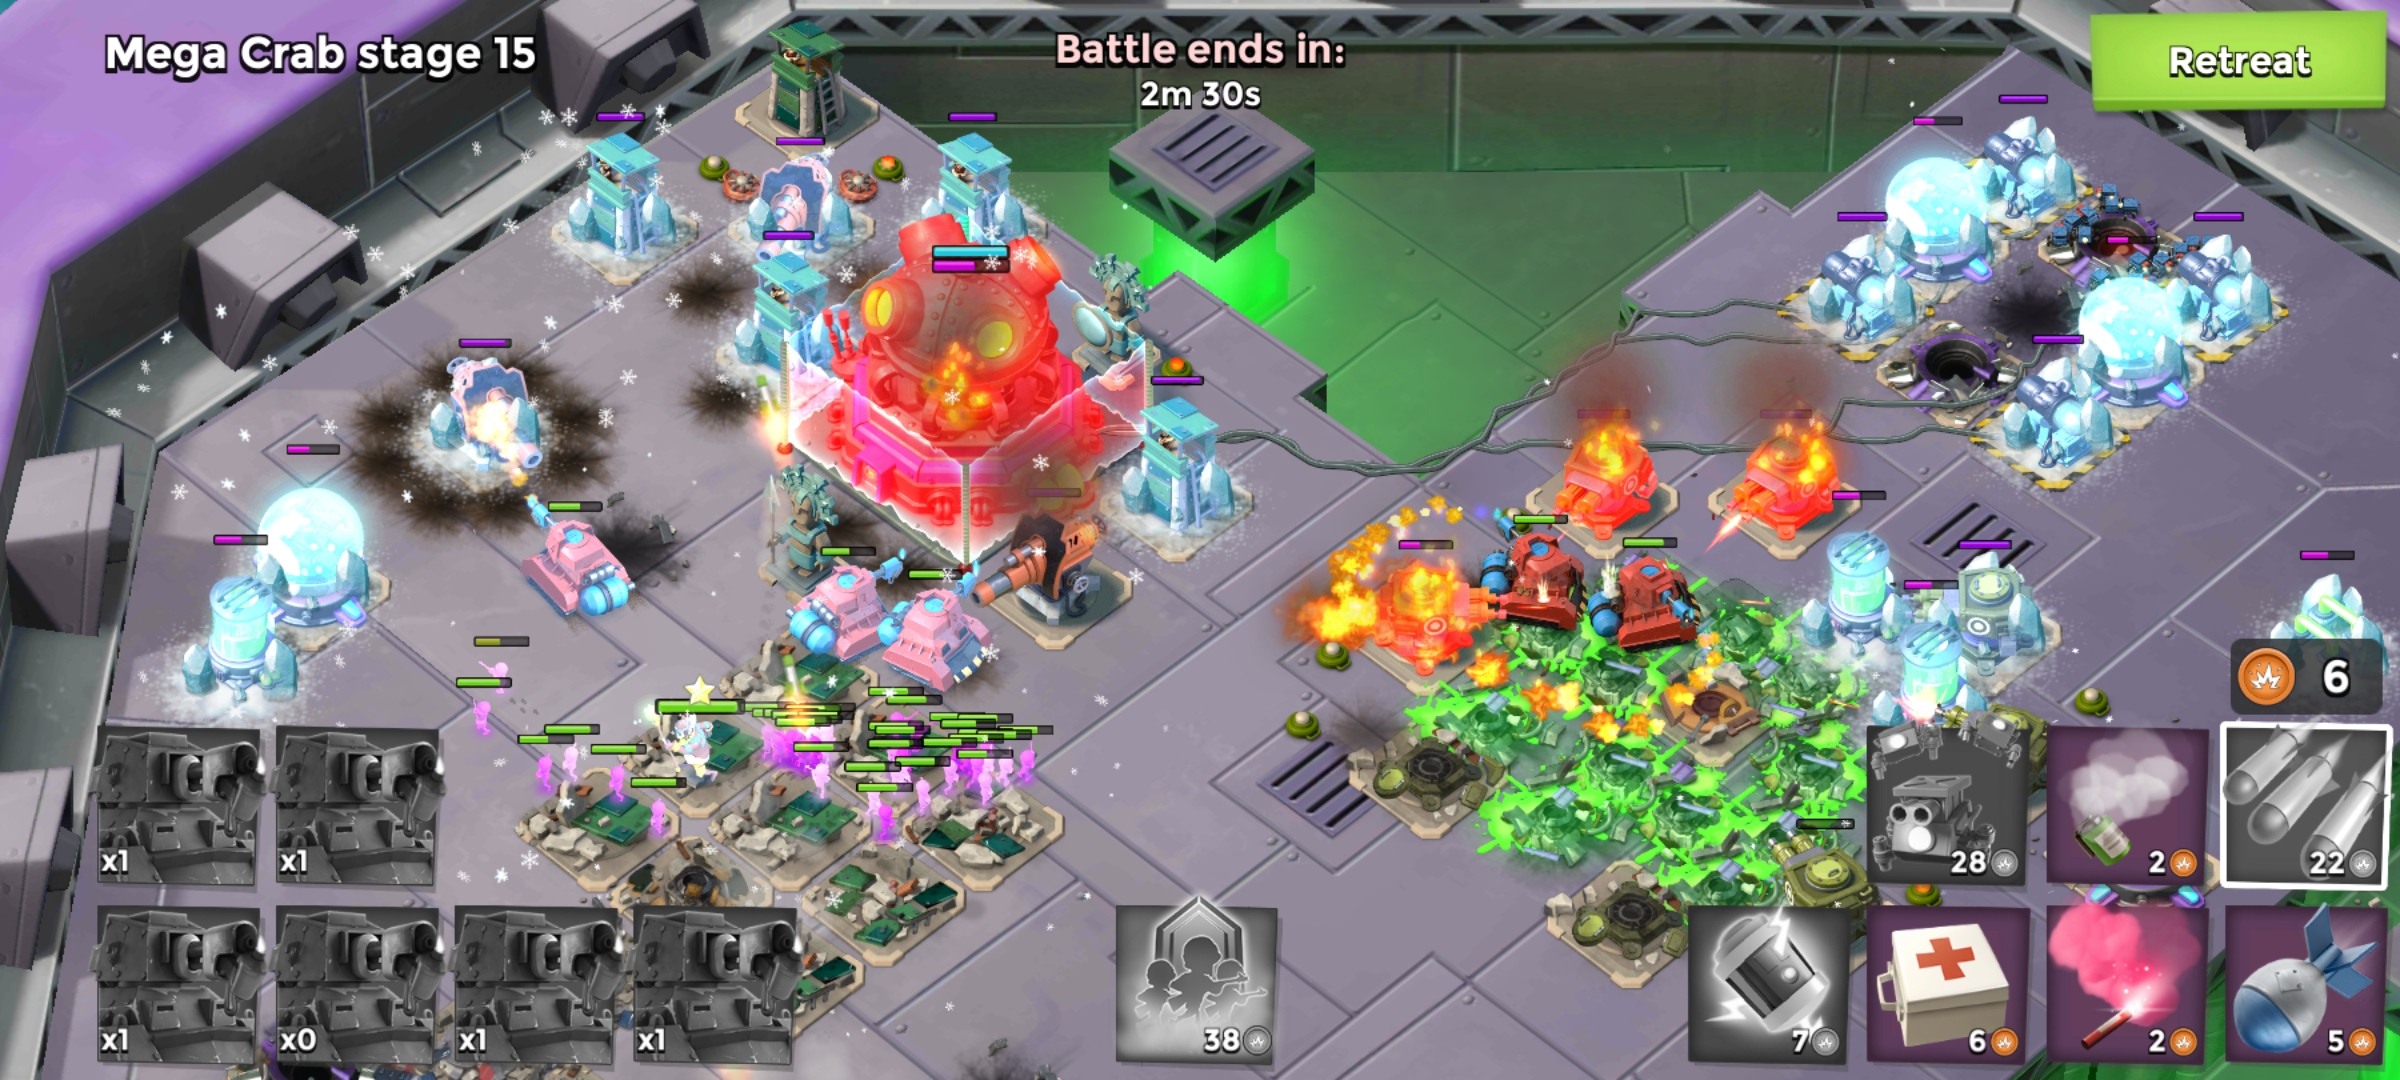 Mega Crab stage 15
Battle ends in:
2m 30s
Retreat
6
x1
x1
28
2
22
x1
x0
x1
x1
38
7
6
2
5